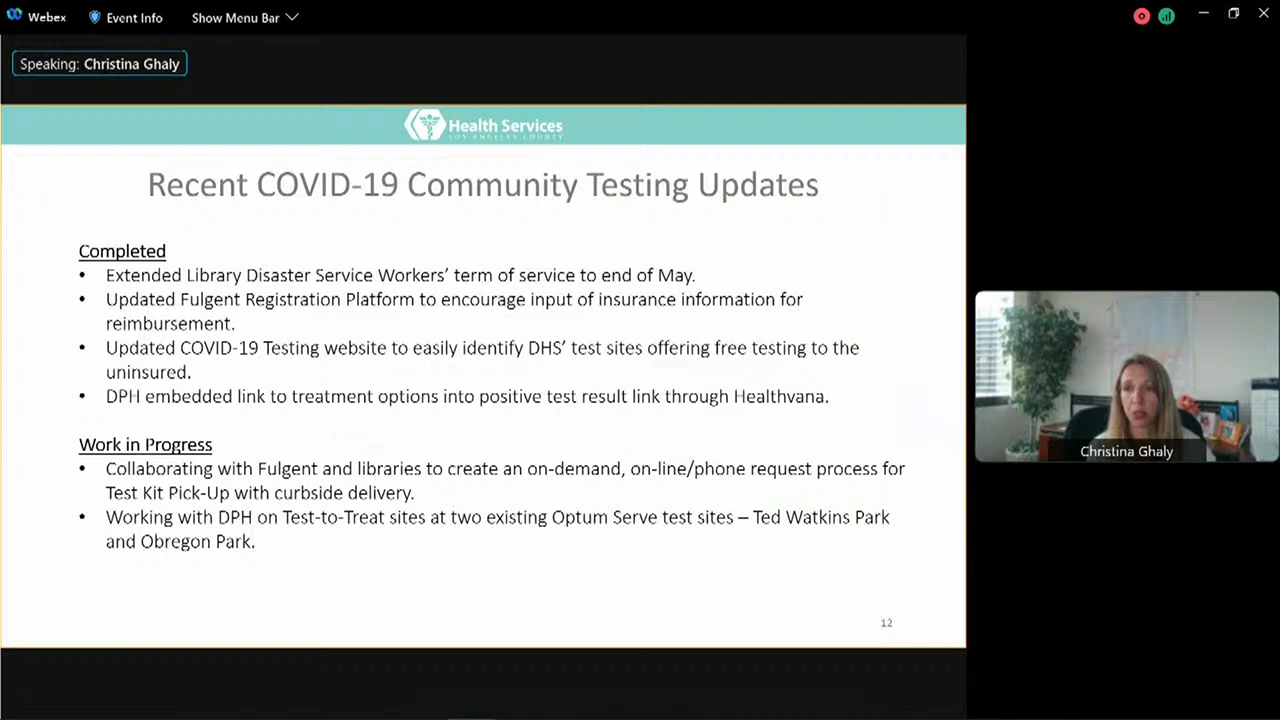 Webex
Event Info
Show Menu Bar
Speaking: Christina Ghaly
Health Services
LOS ANGELES COUNTY
Recent COVID-19 Community Testing Updates
Completed
• Extended Library Disaster Service Workers’ term of service to end of May.
• Updated Fulgent Registration Platform to encourage input of insurance information for
reimbursement.
• Updated COVID-19 Testing website to easily identify DHS’ test sites offering free testing to the
uninsured.
• DPH embedded link to treatment options into positive test result link through Healthvana.
Work in Progress
• Collaborating with Fulgent and libraries to create an on-demand, on-line/phone request process for
Test Kit Pick-Up with curbside delivery.
• Working with DPH on Test-to-Treat sites at two existing Optum Serve test sites – Ted Watkins Park
and Obregon Park.
12
Christina Ghaly